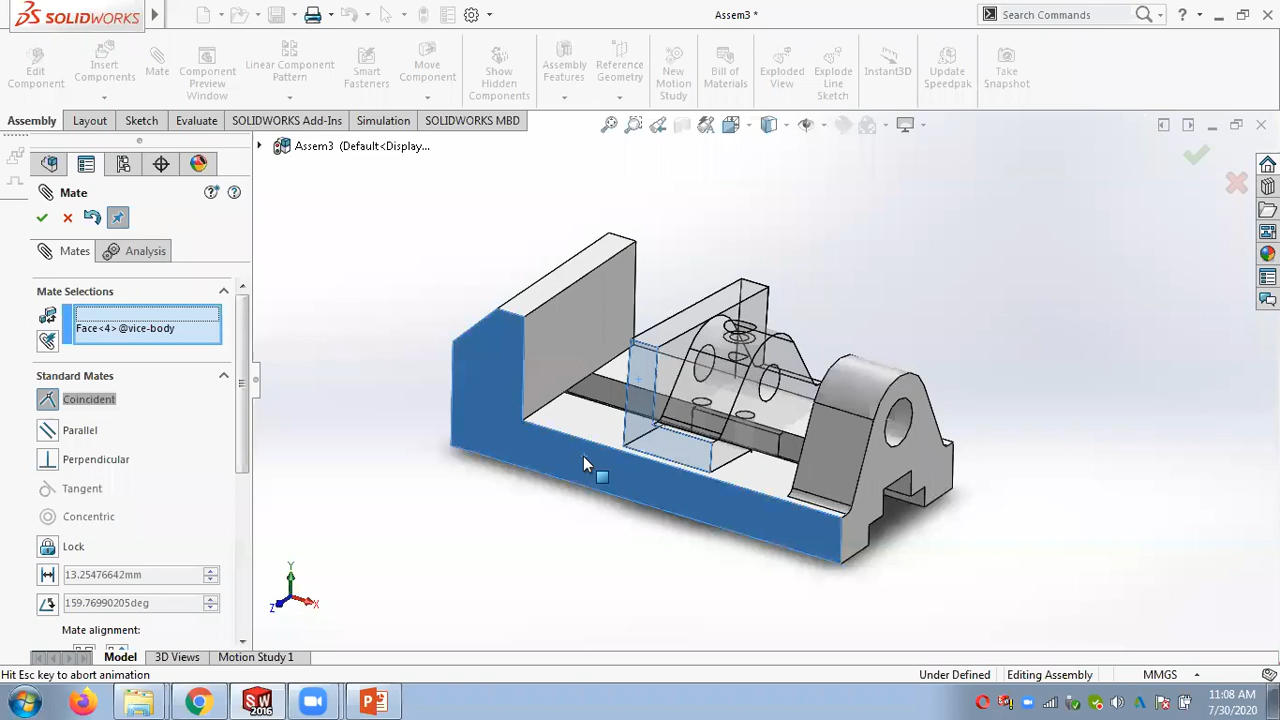 SOLIDWORKS
Assem3 *
Search Commands
?
Edit Component
Insert Components
Mate
Component Preview Window
Linear Component Pattern
Smart Fasteners
Move Component
Show Hidden Components
Assembly Features
Reference Geometry
New Motion Study
Bill of Materials
Exploded View
Explode Line Sketch
Instant3D
Update Speedpak
Take Snapshot
Assembly
Layout
Sketch
Evaluate
SOLIDWORKS Add-Ins
Simulation
SOLIDWORKS MBD
Assem3 (Default<Display...
Mate
Mates
Analysis
Mate Selections
Face<4>@vice-body
Standard Mates
Coincident
Parallel
Perpendicular
Tangent
Concentric
Lock
13.25476642mm
159.76990205deg
Mate alignment:
Y
Z
X
Model
3D Views
Motion Study 1
Hit Esc key to abort animation
Under Defined
Editing Assembly
MMGS
SW
2016
11:08 AM
7/30/2020